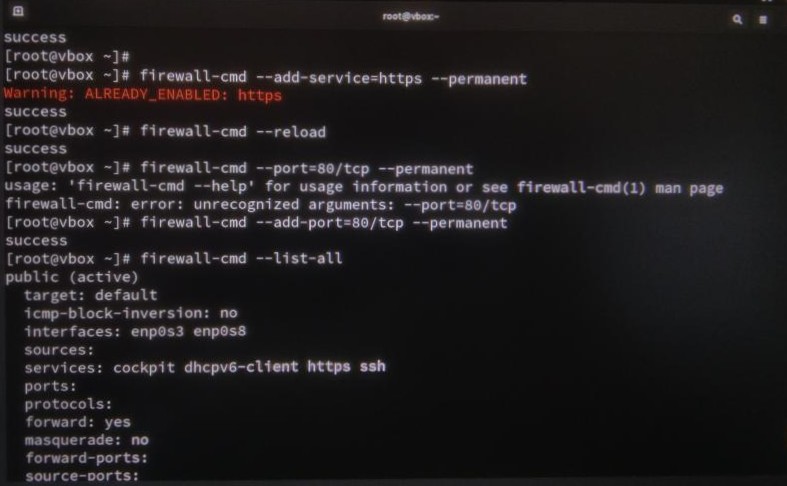 root@vbox:~
success
[root@vbox ~]#
[root@vbox ~]# firewall-cmd --add-service=https --permanent
Warning: ALREADY_ENABLED: https
success
[root@vbox ~]# firewall-cmd --reload
success
[root@vbox ~]# firewall-cmd --port=80/tcp --permanent
usage: 'firewall-cmd --help' for usage information or see firewall-cmd(1) man page
firewall-cmd: error: unrecognized arguments: --port=80/tcp
[root@vbox ~]# firewall-cmd --add-port=80/tcp --permanent
success
[root@vbox ~]# firewall-cmd --list-all
public (active)
  target: default
  icmp-block-inversion: no
  interfaces: enp0s3 enp0s8
  sources:
  services: cockpit dhcpv6-client https ssh
  ports:
  protocols:
  forward: yes
  masquerade: no
  forward-ports:
  source-ports: